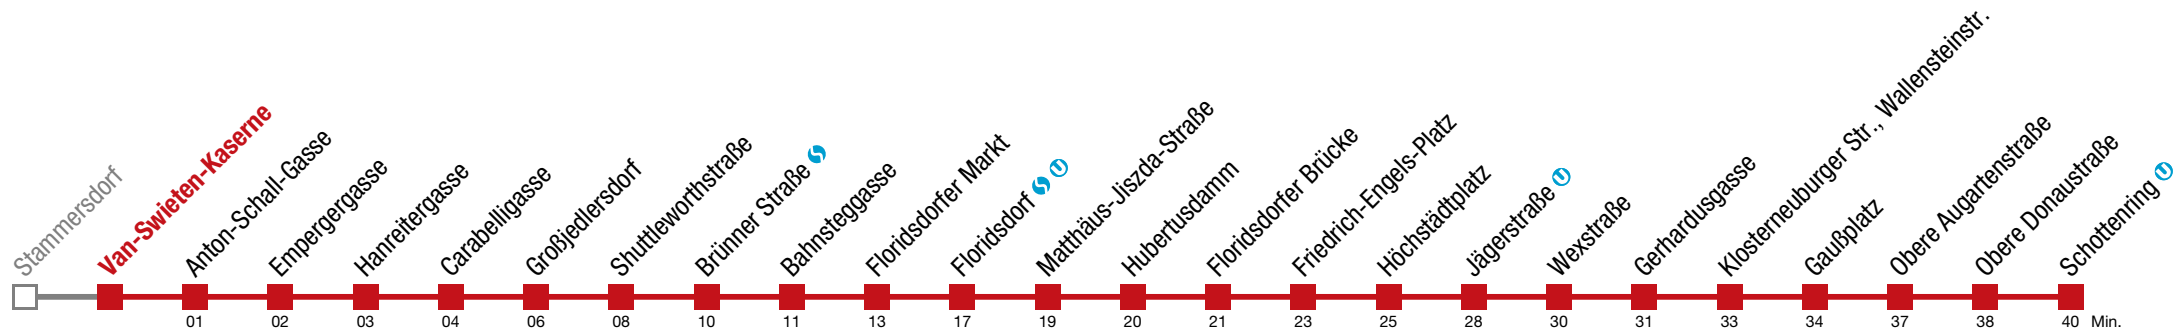 Stammersdorf
Van-Swieten-Kaserne
Anton-Schall-Gasse
Empergergasse
Hanreitergasse
Carabelligasse
Großjedlersdorf
Shuttleworthstraße
Brünner Straße S
Bahnsteggasse
Floridsdorfer Markt
Floridsdorf S U
Matthäus-Jiszda-Straße
Hubertusdamm
Floridsdorfer Brücke
Friedrich-Engels-Platz
Höchstädtplatz
Jägerstraße U
Wexstraße
Gerhardusgasse
Klosterneuburger Str., Wallensteinstr.
Gaußplatz
Obere Augartenstraße
Obere Donaustraße
Schottenring U
01 02 03 04 06 08 10 11 13 17 19 20 21 23 25 28 30 31 33 34 37 38 40 Min.